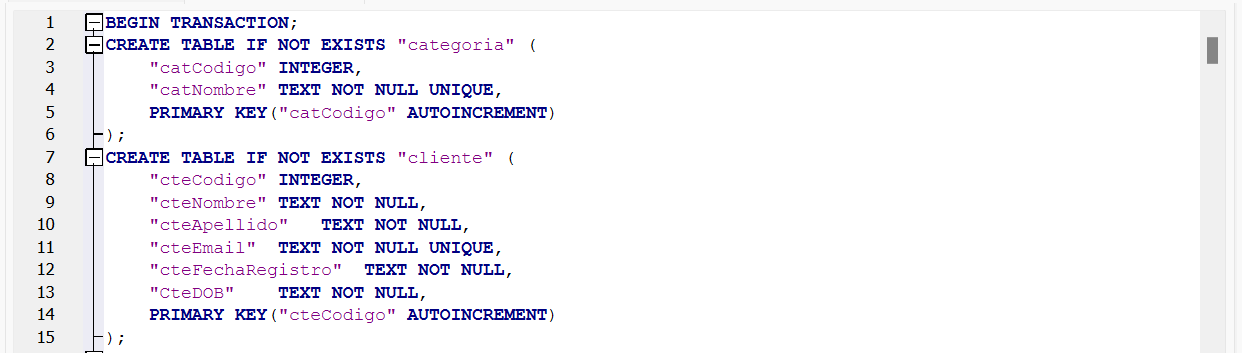 1 BEGIN TRANSACTION;
2 CREATE TABLE IF NOT EXISTS "categoria" (
3 "catCodigo" INTEGER,
4 "catNombre" TEXT NOT NULL UNIQUE,
5 PRIMARY KEY("catCodigo" AUTOINCREMENT)
6 );
7 CREATE TABLE IF NOT EXISTS "cliente" (
8 "cteCodigo" INTEGER,
9 "cteNombre" TEXT NOT NULL,
10 "cteApellido" TEXT NOT NULL,
11 "cteEmail" TEXT NOT NULL UNIQUE,
12 "cteFechaRegistro" TEXT NOT NULL,
13 "CteDOB" TEXT NOT NULL,
14 PRIMARY KEY("cteCodigo" AUTOINCREMENT)
15 );